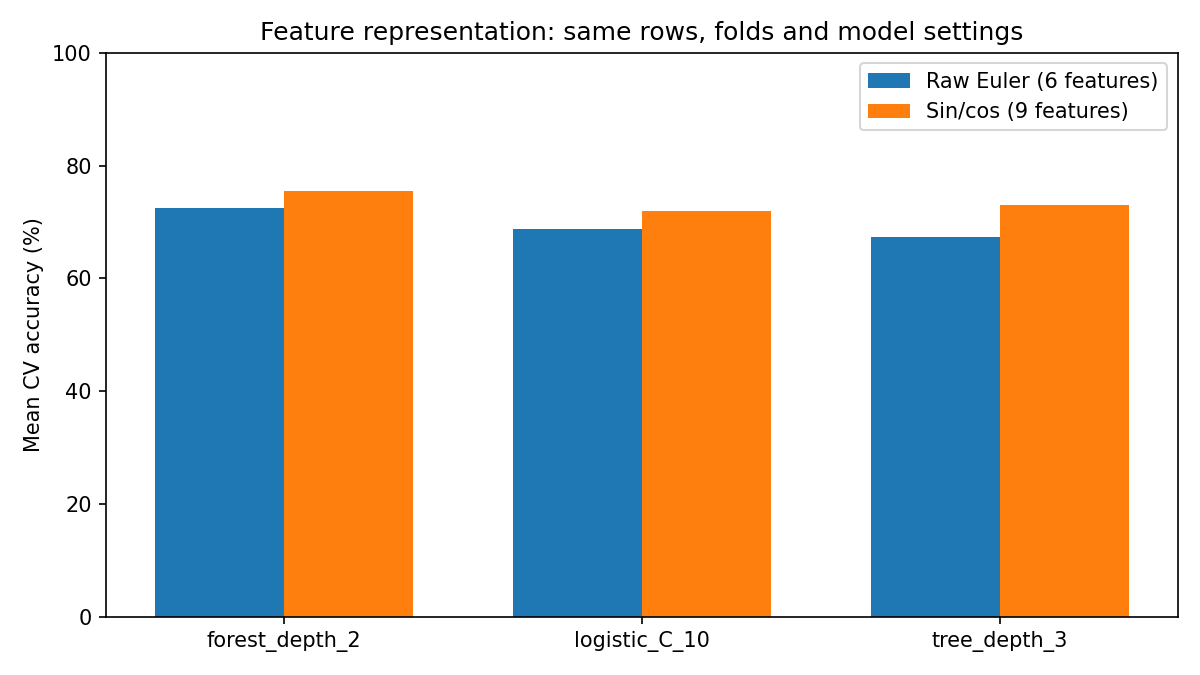 Feature representation: same rows, folds and model settings
Raw Euler (6 features)
Sin/cos (9 features)
Mean CV accuracy (%)
100
80
60
40
20
0
forest_depth_2
logistic_C_10
tree_depth_3